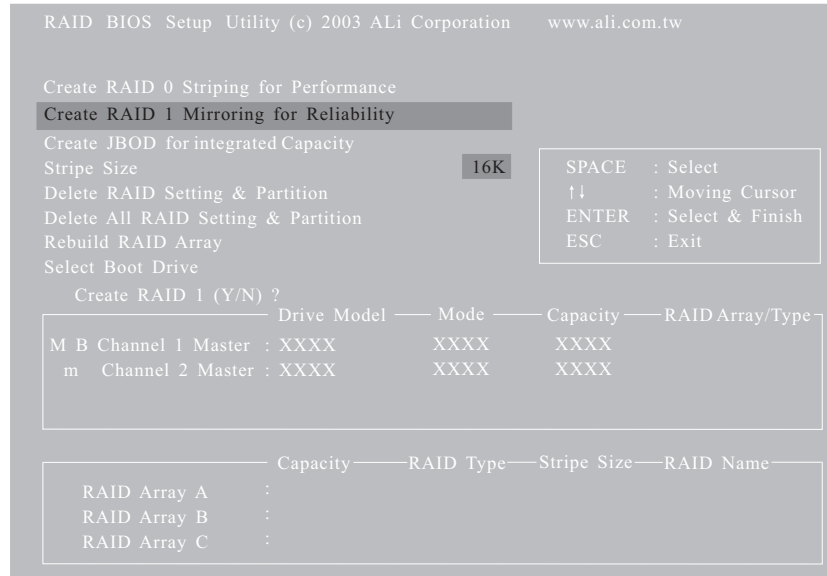 RAID BIOS Setup Utility (c) 2003 ALi Corporation www.ali.com.tw
Create RAID 0 Striping for Performance
Create RAID 1 Mirroring for Reliability
Create JBOD for integrated Capacity
Stripe Size 16K
Delete RAID Setting & Partition
Delete All RAID Setting & Partition
Rebuild RAID Array
Select Boot Drive
SPACE : Select
↑↓ : Moving Cursor
ENTER : Select & Finish
ESC : Exit
Create RAID 1 (Y/N) ?
Drive Model Mode Capacity RAID Array/Type
M B Channel 1 Master : XXXX XXXX XXXX
m Channel 2 Master : XXXX XXXX XXXX
Capacity RAID Type Stripe Size RAID Name
RAID Array A :
RAID Array B :
RAID Array C :